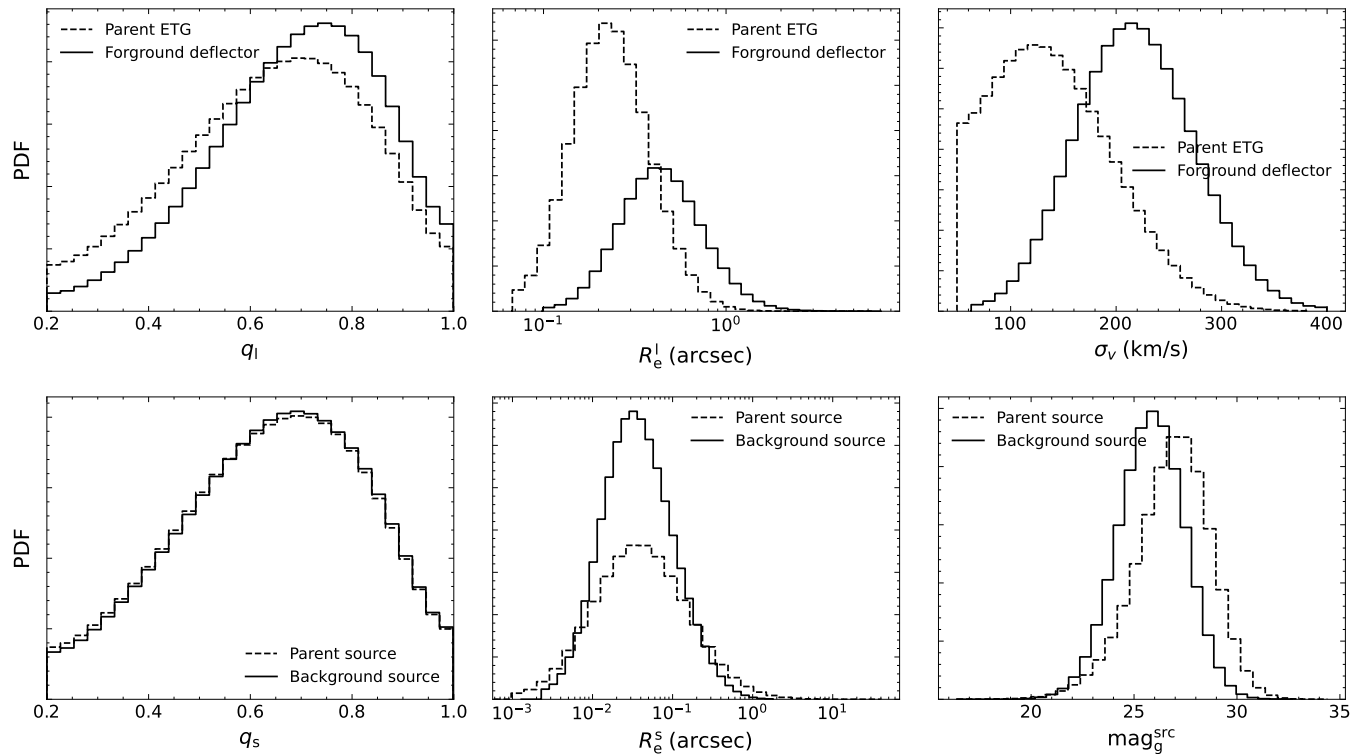 Parent ETG
Forground deflector
PDF
0.2 0.4 0.6 0.8 1.0
q_l
Parent ETG
Forground deflector
10^{-1} 10^0
R_e^l (arcsec)
Parent ETG
Forground deflector
100 200 300 400
σ_v (km/s)
PDF
Parent source
Background source
0.2 0.4 0.6 0.8 1.0
q_s
Parent source
Background source
10^{-3} 10^{-2} 10^{-1} 10^0 10^1
R_e^s (arcsec)
Parent source
Background source
20 25 30 35
mag_g^{src}